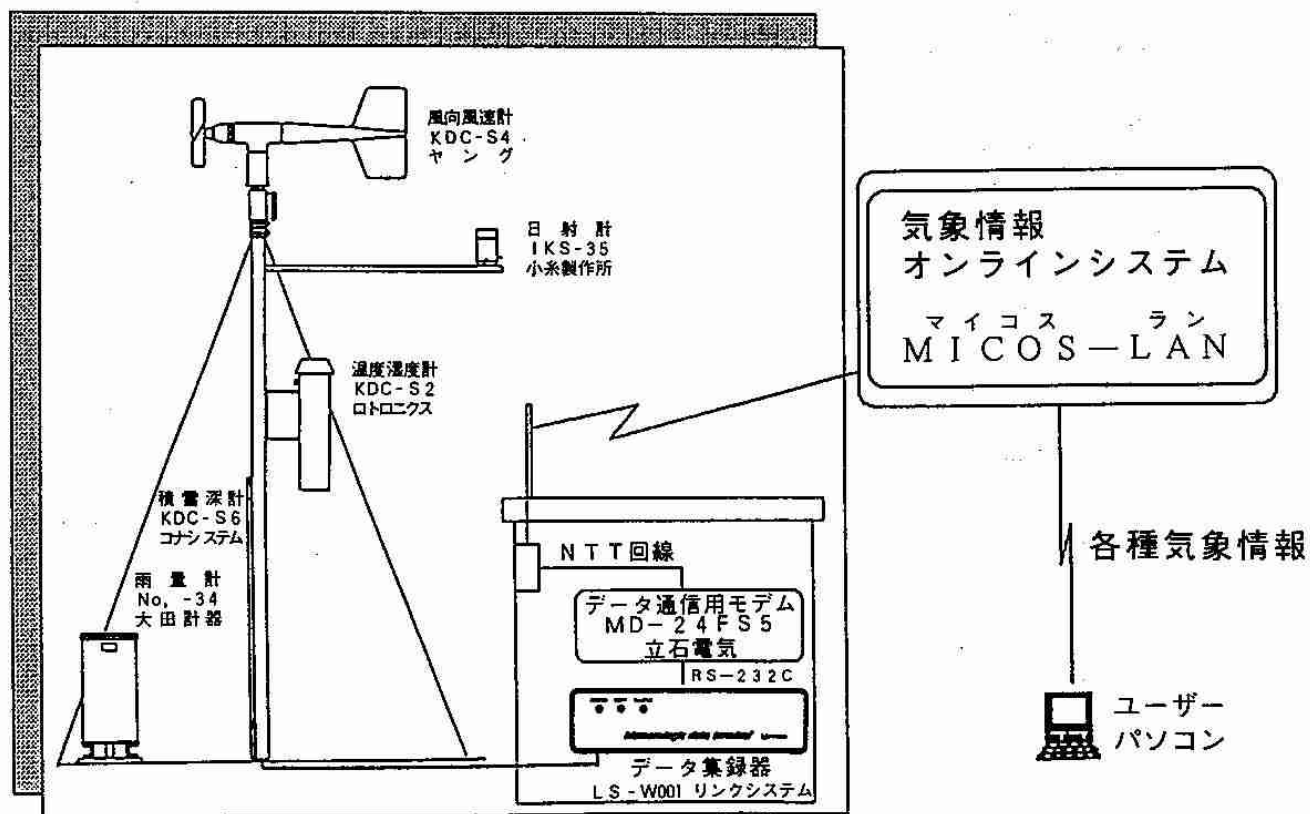 風向風速計
KDC-S4
ヤング
日射計
IKS-35
小糸製作所
温度湿度計
KDC-S2
ロトロニクス
積雪深計
KDC-S6
コナシステム
雨量計
No, -34
大田計器
NTT回線
データ通信用モデム
MD-24FS5
立石電気
RS-232C
データ集録器
LS-W001 リンクシステム
気象情報
オンラインシステム
マイコス ラン
MICOS-LAN
各種気象情報
ユーザー
パソコン